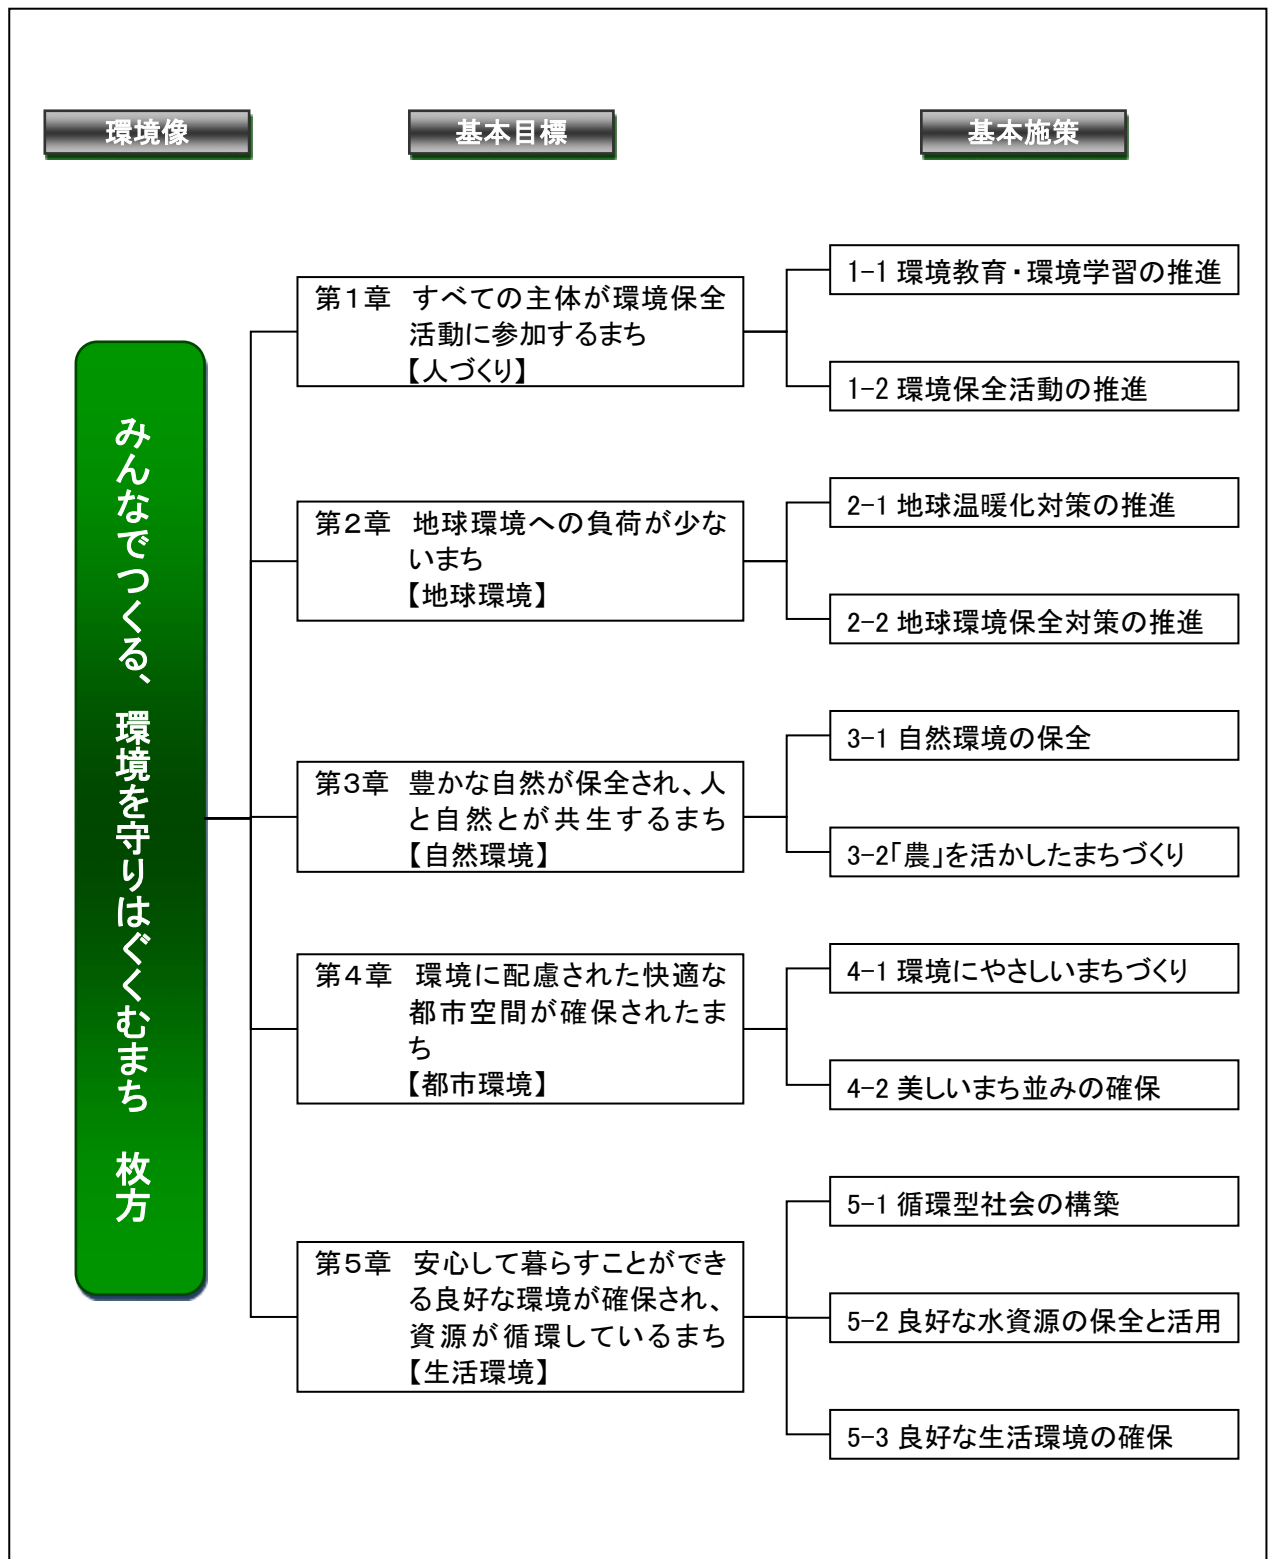 環境像
基本目標
基本施策
みんなでつくる、環境を守りはぐくむまち　枚方
第1章　すべての主体が環境保全
活動に参加するまち
【人づくり】
1-1 環境教育・環境学習の推進
1-2 環境保全活動の推進
第2章　地球環境への負荷が少な
いまち
【地球環境】
2-1 地球温暖化対策の推進
2-2 地球環境保全対策の推進
第3章　豊かな自然が保全され、人
と自然とが共生するまち
【自然環境】
3-1 自然環境の保全
3-2「農」を活かしたまちづくり
第4章　環境に配慮された快適な
都市空間が確保されたま
ち
【都市環境】
4-1 環境にやさしいまちづくり
4-2 美しいまち並みの確保
第5章　安心して暮らすことができ
る良好な環境が確保され、
資源が循環しているまち
【生活環境】
5-1 循環型社会の構築
5-2 良好な水資源の保全と活用
5-3 良好な生活環境の確保